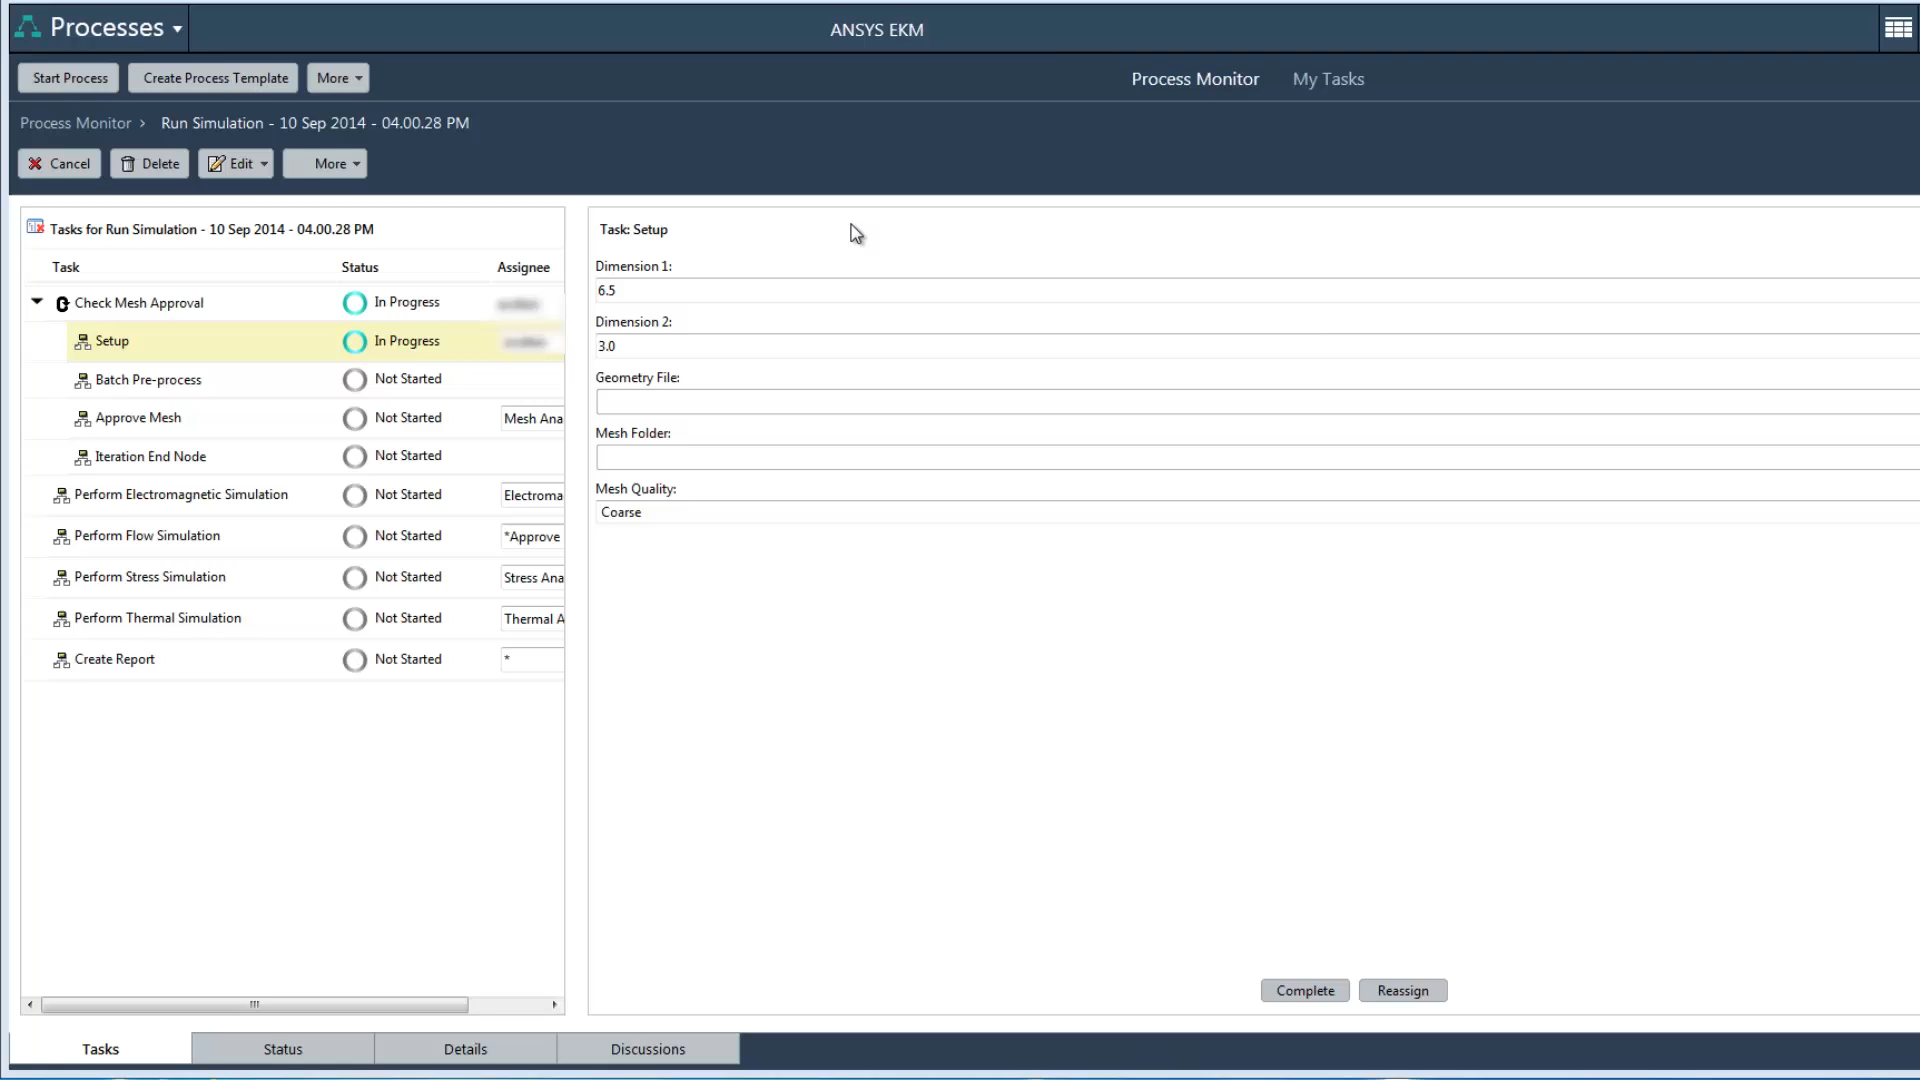 Processes
ANSYS EKM
Start Process Create Process Template More
Process Monitor My Tasks
Process Monitor › Run Simulation - 10 Sep 2014 - 04.00.28 PM
Cancel Delete Edit More
Tasks for Run Simulation - 10 Sep 2014 - 04.00.28 PM
Task Status Assignee
Check Mesh Approval In Progress
Setup In Progress
Batch Pre-process Not Started
Approve Mesh Not Started Mesh Ana
Iteration End Node Not Started
Perform Electromagnetic Simulation Not Started Electroma
Perform Flow Simulation Not Started *Approve
Perform Stress Simulation Not Started Stress Ana
Perform Thermal Simulation Not Started Thermal A
Create Report Not Started *
Task: Setup
Dimension 1:
6.5
Dimension 2:
3.0
Geometry File:
Mesh Folder:
Mesh Quality:
Coarse
Complete Reassign
Tasks Status Details Discussions